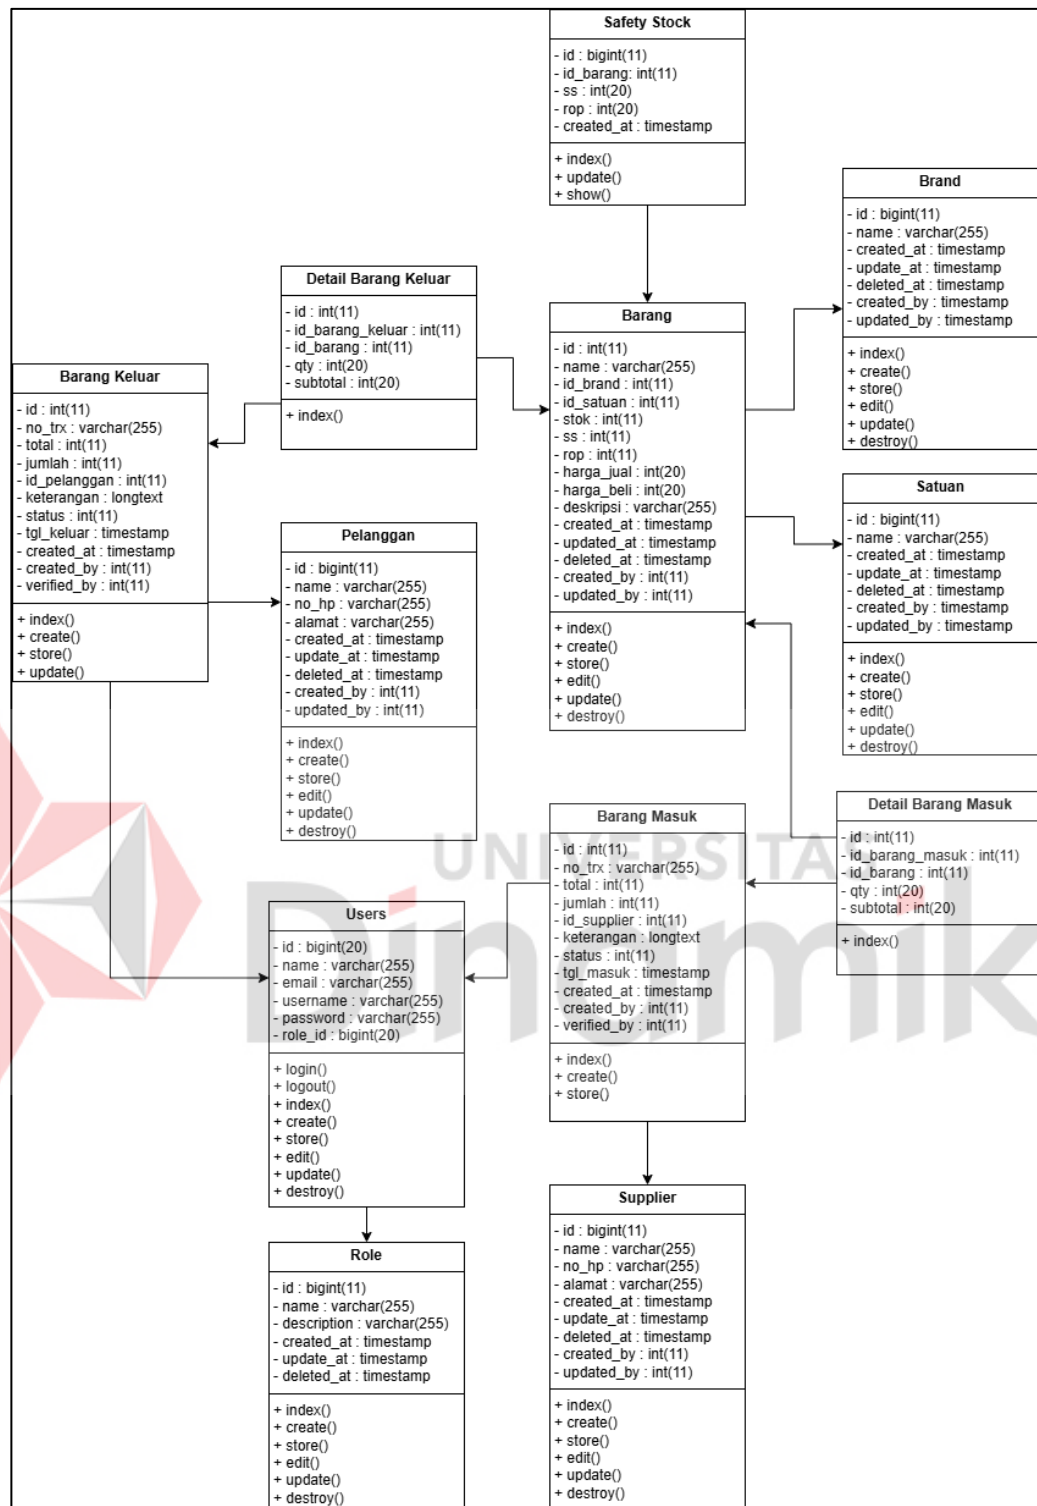 Safety Stock
- id : bigint(11)
- id_barang: int(11)
- ss : int(20)
- rop : int(20)
- created_at : timestamp
+ index()
+ update()
+ show()
Brand
- id : bigint(11)
- name : varchar(255)
- created_at : timestamp
- update_at : timestamp
- deleted_at : timestamp
- created_by : timestamp
- updated_by : timestamp
+ index()
+ create()
+ store()
+ edit()
+ update()
+ destroy()
Detail Barang Keluar
- id : int(11)
- id_barang_keluar : int(11)
- id_barang : int(11)
- qty : int(20)
- subtotal : int(20)
+ index()
Barang
- id : int(11)
- name : varchar(255)
- id_brand : int(11)
- id_satuan : int(11)
- stok : int(11)
- ss : int(11)
- rop : int(11)
- harga_jual : int(20)
- harga_beli : int(20)
- deskripsi : varchar(255)
- created_at : timestamp
- updated_at : timestamp
- deleted_at : timestamp
- created_by : int(11)
- updated_by : int(11)
+ index()
+ create()
+ store()
+ edit()
+ update()
+ destroy()
Barang Keluar
- id : int(11)
- no_trx : varchar(255)
- total : int(11)
- jumlah : int(11)
- id_pelanggan : int(11)
- keterangan : longtext
- status : int(11)
- tgl_keluar : timestamp
- created_at : timestamp
- created_by : int(11)
- verified_by : int(11)
+ index()
+ create()
+ store()
+ update()
Satuan
- id : bigint(11)
- name : varchar(255)
- created_at : timestamp
- update_at : timestamp
- deleted_at : timestamp
- created_by : timestamp
- updated_by : timestamp
+ index()
+ create()
+ store()
+ edit()
+ update()
+ destroy()
Pelanggan
- id : bigint(11)
- name : varchar(255)
- no_hp : varchar(255)
- alamat : varchar(255)
- created_at : timestamp
- update_at : timestamp
- deleted_at : timestamp
- created_by : int(11)
- updated_by : int(11)
+ index()
+ create()
+ store()
+ edit()
+ update()
+ destroy()
Detail Barang Masuk
- id : int(11)
- id_barang_masuk : int(11)
- id_barang : int(11)
- qty : int(20)
- subtotal : int(20)
+ index()
Barang Masuk
- id : int(11)
- no_trx : varchar(255)
- total : int(11)
- jumlah : int(11)
- id_supplier : int(11)
- keterangan : longtext
- status : int(11)
- tgl_masuk : timestamp
- created_at : timestamp
- created_by : int(11)
- verified_by : int(11)
+ index()
+ create()
+ store()
UNIVERSITAS
Dinamik
Users
- id : bigint(20)
- name : varchar(255)
- email : varchar(255)
- username : varchar(255)
- password : varchar(255)
- role_id : bigint(20)
+ login()
+ logout()
+ index()
+ create()
+ store()
+ edit()
+ update()
+ destroy()
Supplier
- id : bigint(11)
- name : varchar(255)
- no_hp : varchar(255)
- alamat : varchar(255)
- created_at : timestamp
- update_at : timestamp
- deleted_at : timestamp
- created_by : int(11)
- updated_by : int(11)
+ index()
+ create()
+ store()
+ edit()
+ update()
+ destroy()
Role
- id : bigint(11)
- name : varchar(255)
- description : varchar(255)
- created_at : timestamp
- update_at : timestamp
- deleted_at : timestamp
+ index()
+ create()
+ store()
+ edit()
+ update()
+ destroy()